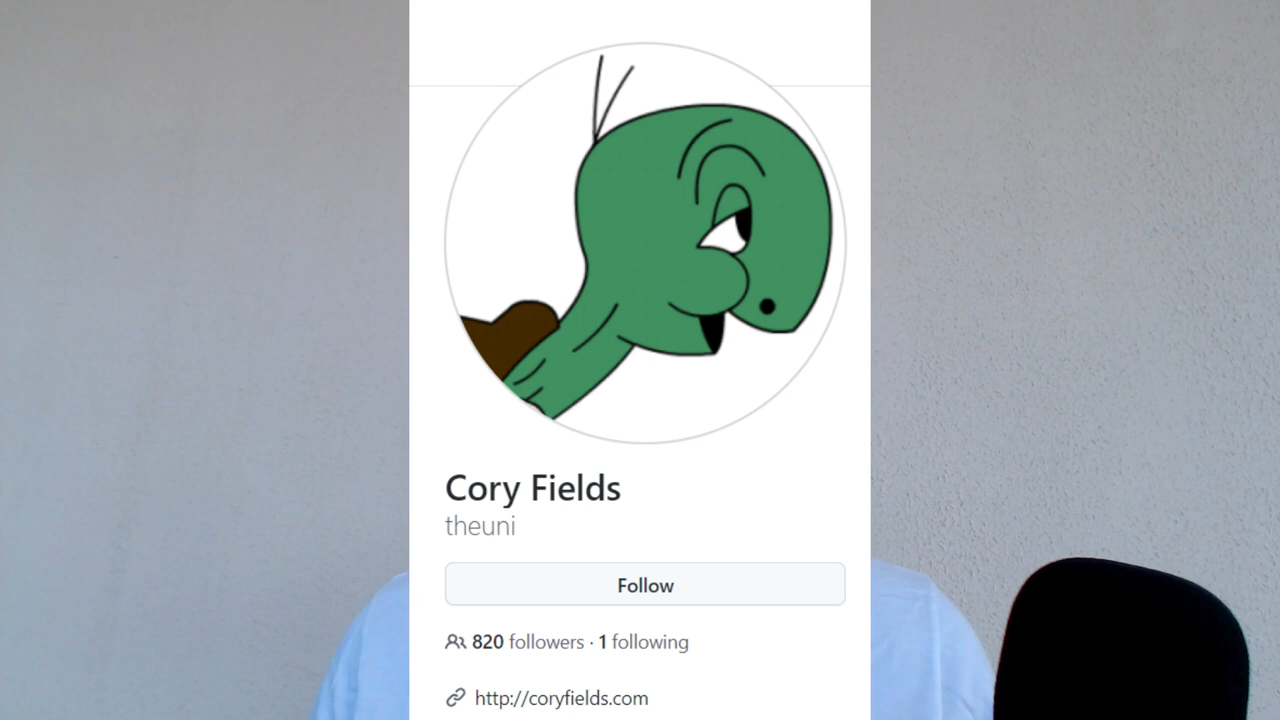 Cory Fields
theuni
Follow
820 followers · 1 following
http://coryfields.com